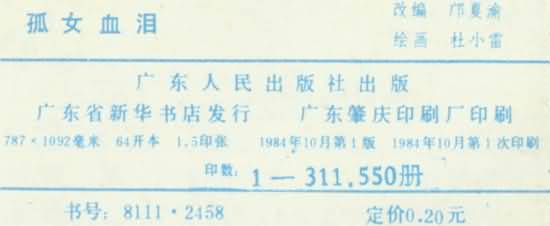 孤女血泪
改编 邝夏渝
绘画 杜小雷
广东人民出版社出版
广东省新华书店发行 广东肇庆印刷厂印刷
787×1092毫米 64开本 1.5印张 1984年10月第1版 1984年10月第1次印刷
印数: 1—311,550册
书号: 8111·2458 定价0.20元